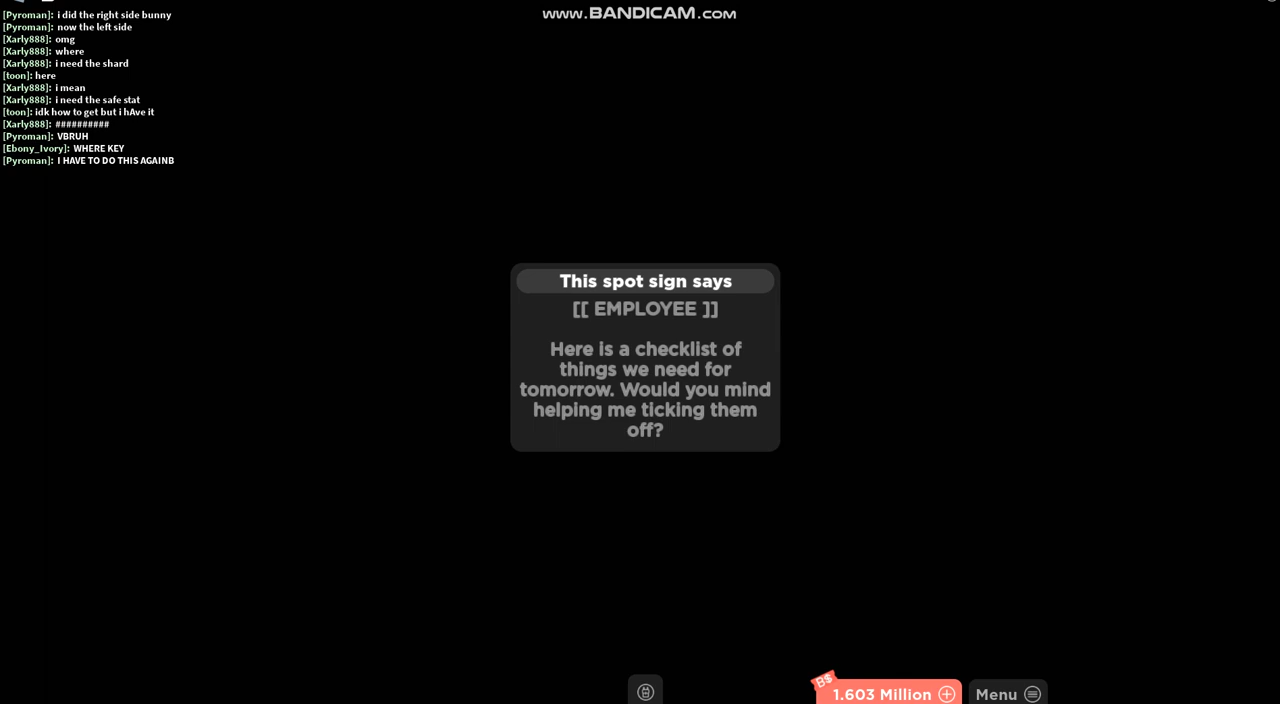 [Pyroman]: i did the right side bunny
[Pyroman]: now the left side
[Xarly888]: omg
[Xarly888]: where
[Xarly888]: i need the shard
[toon]: here
[Xarly888]: i mean
[Xarly888]: i need the safe stat
[toon]: idk how to get but i hAve it
[Xarly888]: ##########
[Pyroman]: VBRUH
[Ebony_Ivory]: WHERE KEY
[Pyroman]: I HAVE TO DO THIS AGAINB
www.BANDICAM.com
This spot sign says
[[ EMPLOYEE ]]
Here is a checklist of
things we need for
tomorrow. Would you mind
helping me ticking them
off?
B$
1.603 Million
Menu